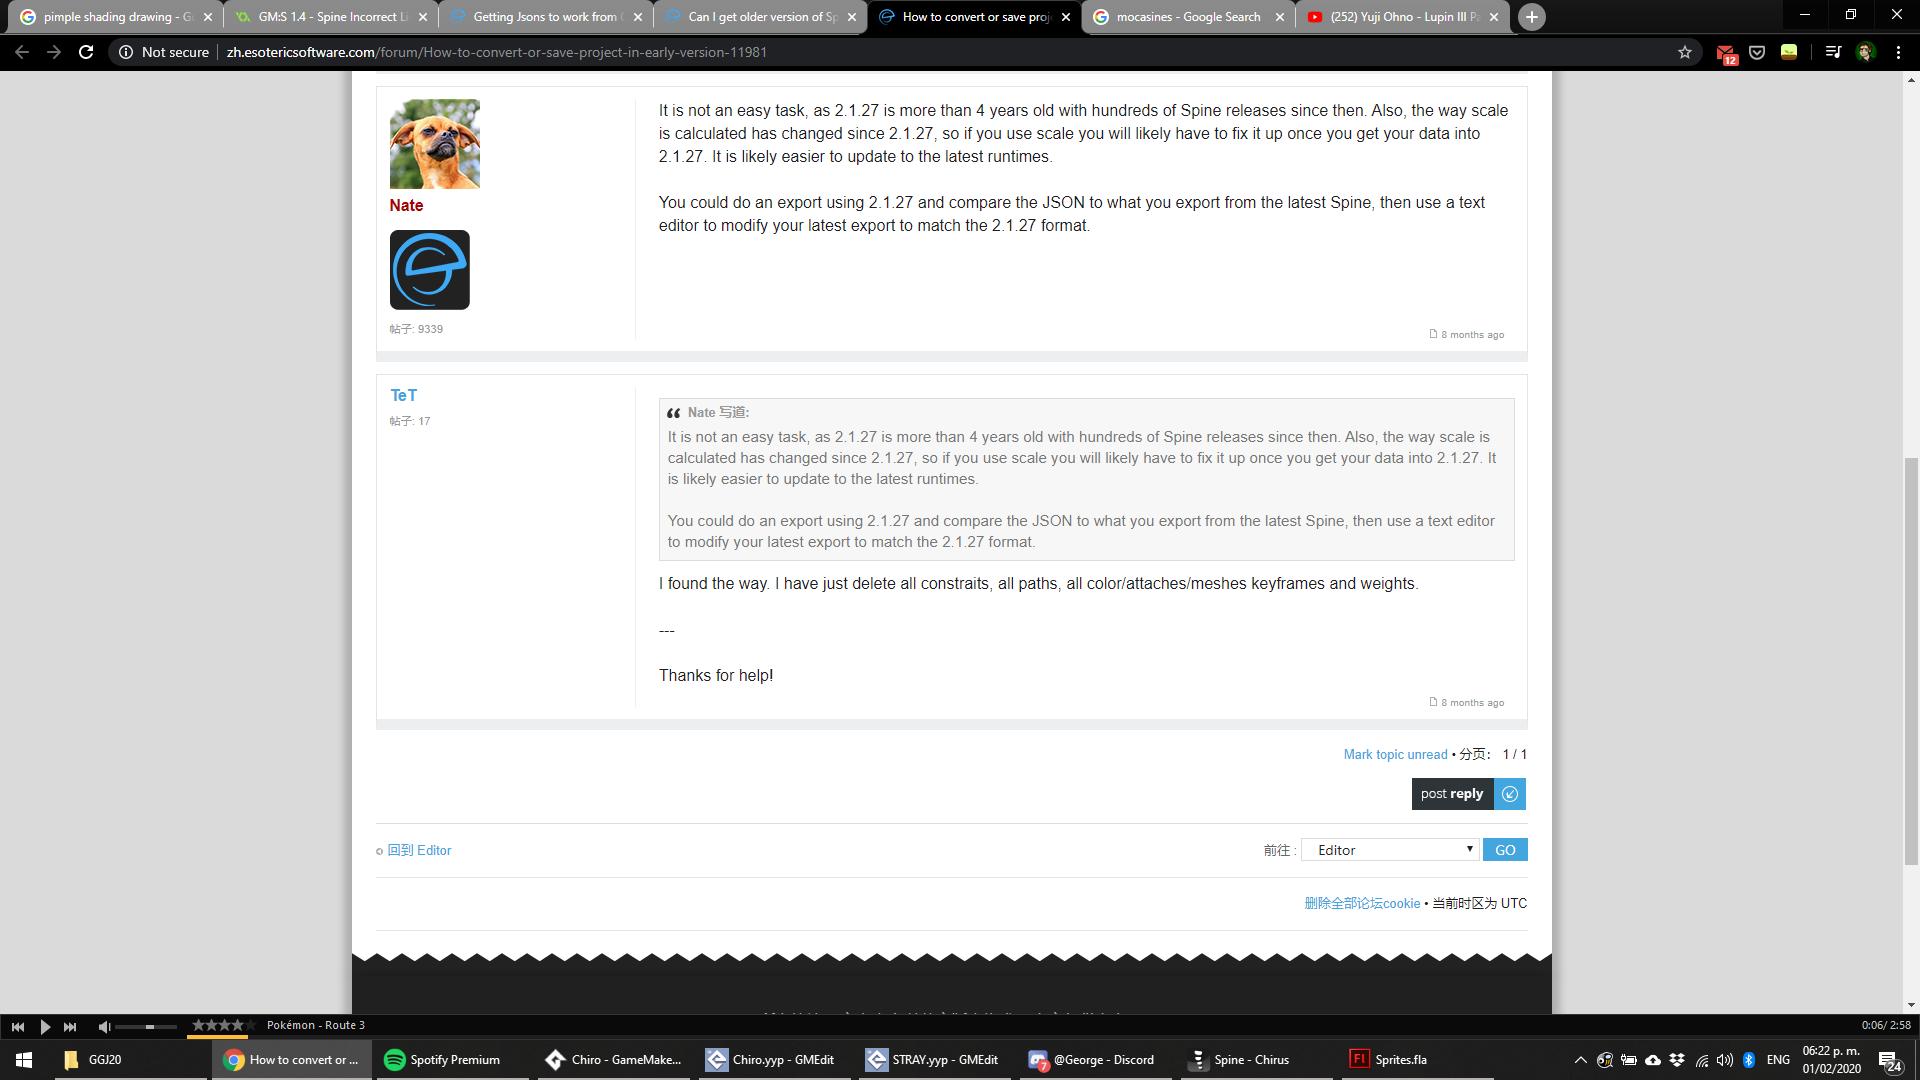 pimple shading drawing - G
GM:S 1.4 - Spine Incorrect Li
Getting Jsons to work from
Can I get older version of Sp
How to convert or save proj
mocasines - Google Search
(252) Yuji Ohno - Lupin III Pa
Not secure
zh.esotericsoftware.com/forum/How-to-convert-or-save-project-in-early-version-11981
12
It is not an easy task, as 2.1.27 is more than 4 years old with hundreds of Spine releases since then. Also, the way scale
is calculated has changed since 2.1.27, so if you use scale you will likely have to fix it up once you get your data into
2.1.27. It is likely easier to update to the latest runtimes.
You could do an export using 2.1.27 and compare the JSON to what you export from the latest Spine, then use a text
editor to modify your latest export to match the 2.1.27 format.
Nate
帖子: 9339
8 months ago
TeT
帖子: 17
Nate 写道:
It is not an easy task, as 2.1.27 is more than 4 years old with hundreds of Spine releases since then. Also, the way scale is
calculated has changed since 2.1.27, so if you use scale you will likely have to fix it up once you get your data into 2.1.27. It
is likely easier to update to the latest runtimes.
You could do an export using 2.1.27 and compare the JSON to what you export from the latest Spine, then use a text editor
to modify your latest export to match the 2.1.27 format.
I found the way. I have just delete all constraits, all paths, all color/attaches/meshes keyframes and weights.
---
Thanks for help!
8 months ago
Mark topic unread • 分页： 1 / 1
post reply
回到 Editor
前往 : Editor GO
删除全部论坛cookie • 当前时区为 UTC
Pokémon - Route 3
0:06/ 2:58
GGJ20
How to convert or ...
Spotify Premium
Chiro - GameMake...
Chiro.yyp - GMEdit
STRAY.yyp - GMEdit
7
@George - Discord
Spine - Chirus
Fl
Sprites.fla
ENG
06:22 p. m.
01/02/2020
24